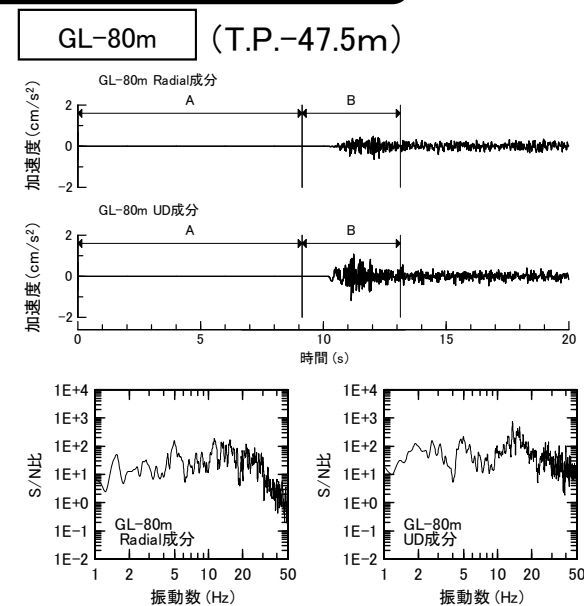 GL-80m (T.P.-47.5m)
GL-80m Radial成分
A B
加速度(cm/s²)
2
0
-2
GL-80m UD成分
A B
加速度(cm/s²)
2
0
-2
0 5 10 15 20
時間(s)
1E+4
1E+3
1E+2
1E+1
1E+0
1E-1
1E-2
S/N比
GL-80m
Radial成分
1 2 5 10 20 50
振動数(Hz)
1E+4
1E+3
1E+2
1E+1
1E+0
1E-1
1E-2
S/N比
GL-80m
UD成分
1 2 5 10 20 50
振動数(Hz)